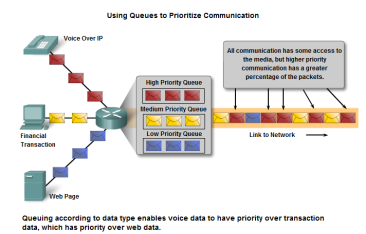 Using Queues to Prioritize Communication
Voice Over IP
All communication has some access to
the media, but higher priority
communication has a greater
percentage of the packets.
High Priority Queue
Medium Priority Queue
Low Priority Queue
Financial
Transaction
Link to Network
Web Page
Queuing according to data type enables voice data to have priority over transaction
data, which has priority over web data.